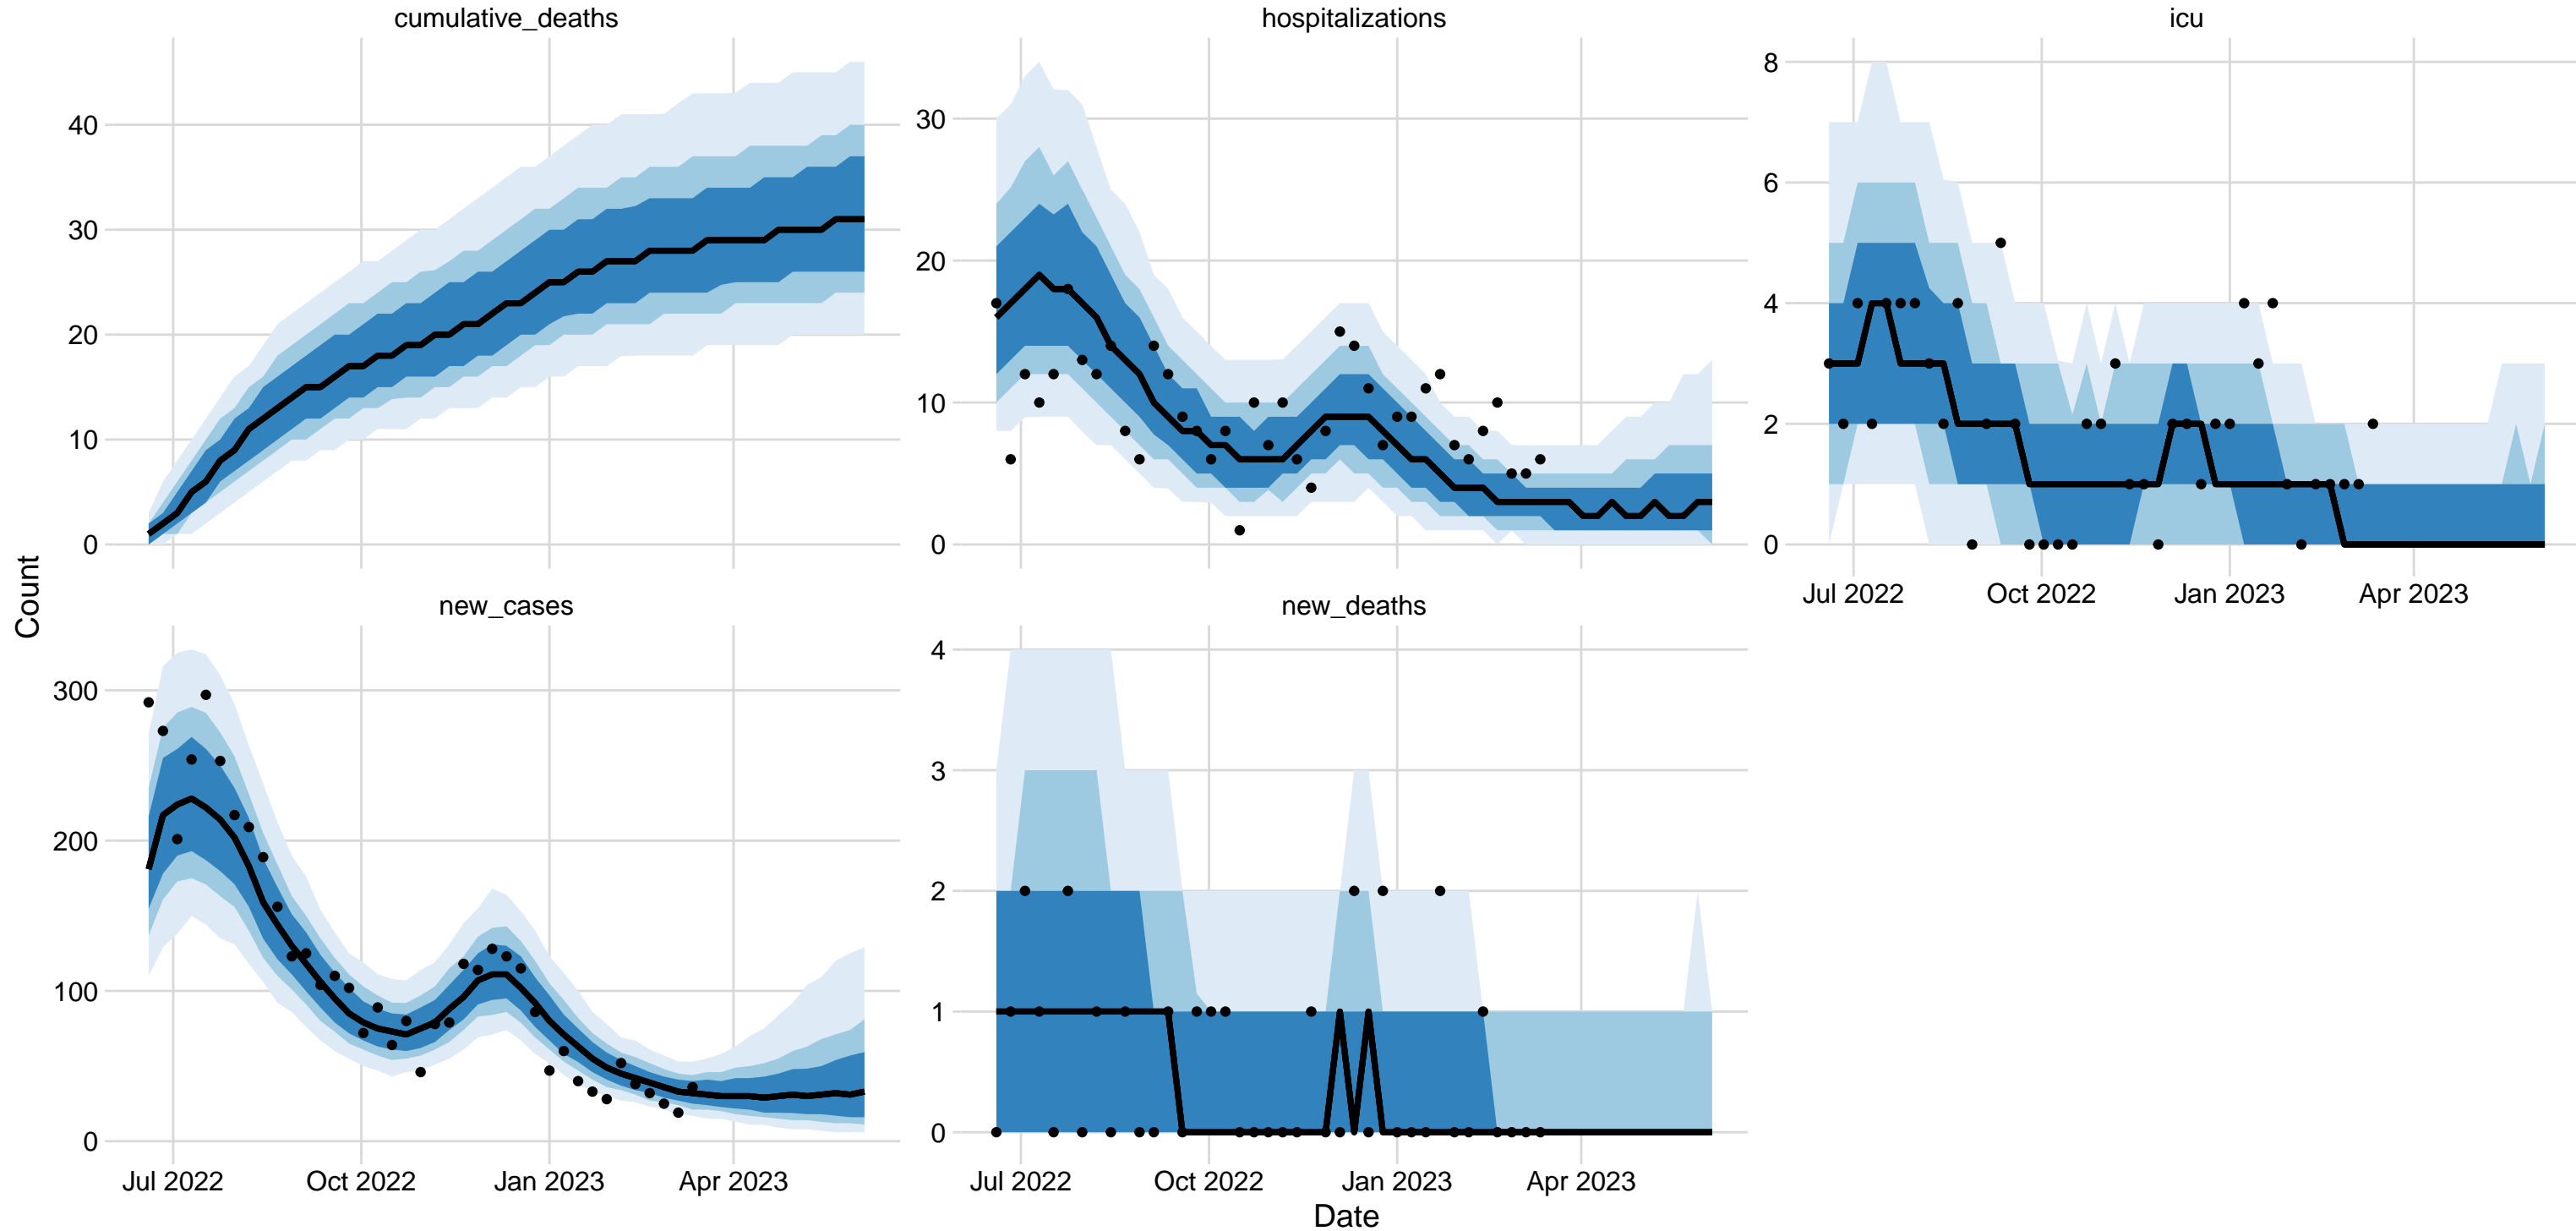 cumulative_deaths
hospitalizations
icu
40
30
20
10
0
30
20
10
0
8
6
4
2
0
Jul 2022
Oct 2022
Jan 2023
Apr 2023
Count
new_cases
new_deaths
300
200
100
0
4
3
2
1
0
Jul 2022
Oct 2022
Jan 2023
Apr 2023
Jul 2022
Oct 2022
Jan 2023
Apr 2023
Date